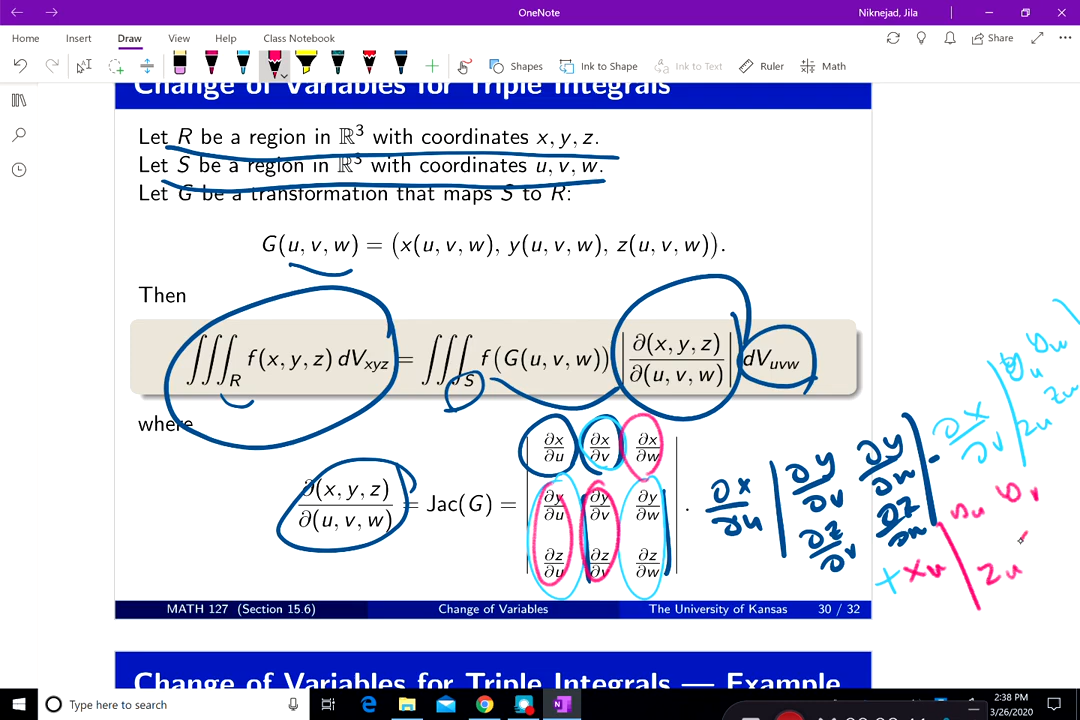 OneNote
Niknejad, Jila
Home Insert Draw View Help Class Notebook
Share
Shapes Ink to Shape Ink to Text Ruler Math
Change of Variables for Triple Integrals
Let R be a region in ℝ³ with coordinates x, y, z.
Let S be a region in ℝ³ with coordinates u, v, w.
Let G be a transformation that maps S to R:
G(u, v, w) = (x(u, v, w), y(u, v, w), z(u, v, w)).
Then
∭_R f(x, y, z) dV_xyz = ∭_S f(G(u, v, w)) |∂(x, y, z)/∂(u, v, w)| dV_uvw
where
∂(x, y, z)/∂(u, v, w) = Jac(G) = | ∂x/∂u ∂x/∂v ∂x/∂w
∂y/∂u ∂y/∂v ∂y/∂w
∂z/∂u ∂z/∂v ∂z/∂w | .
∂x/∂u | ∂y/∂v ∂y/∂w
∂z/∂v ∂z/∂w | - ∂x/∂v |
zu zw
+ xu | zu
MATH 127 (Section 15.6) Change of Variables The University of Kansas 30 / 32
Change of Variables for Triple Integrals — Example
Type here to search
2:38 PM
3/26/2020